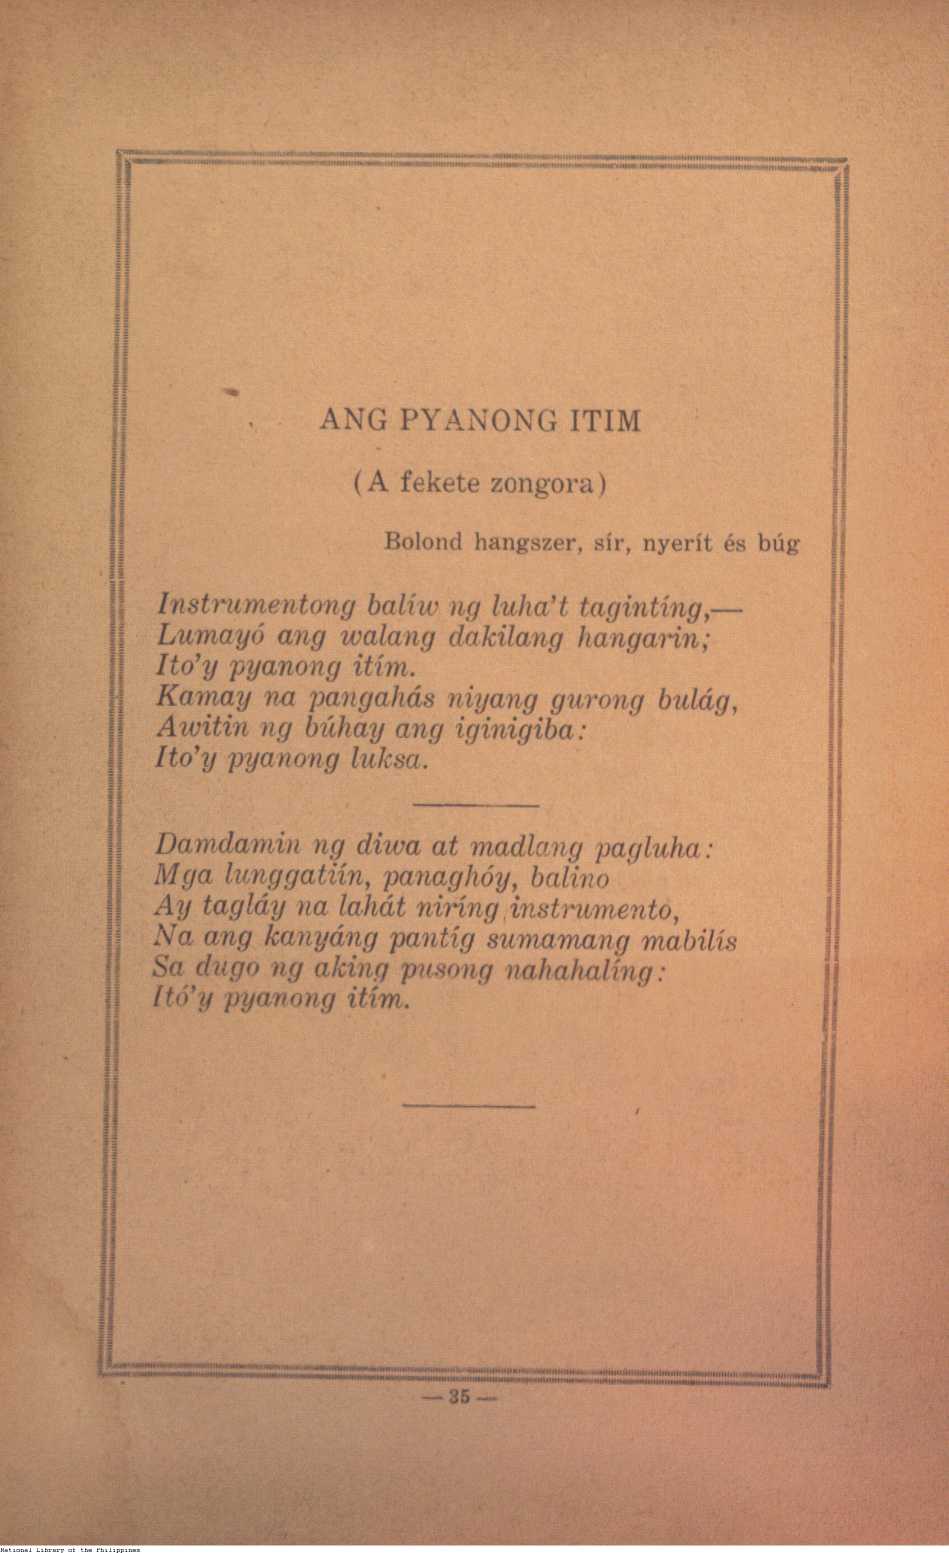 ANG PYANONG ITIM
(A fekete zongora)
Bolond hangszer, sír, nyerít és búg
Instrumentong balíw ng luha't tagintíng,—
Lumayó ang walang dakilang hangarin;
Ito'y pyanong itím.
Kamay na pangahás niyang gurong bulág,
Awitin ng búhay ang iginigiba:
Ito'y pyanong luksa.
Damdamin ng diwa at madlang pagluha:
Mga lunggatiín, panaghóy, balino
Ay tagláy na lahát niríng instrumento,
Na ang kanyáng pantíg sumamang mabilís
Sa dugo ng aking pusong nahahalíng:
Itó'y pyanong itím.
— 35 —
National Library of the Philippines